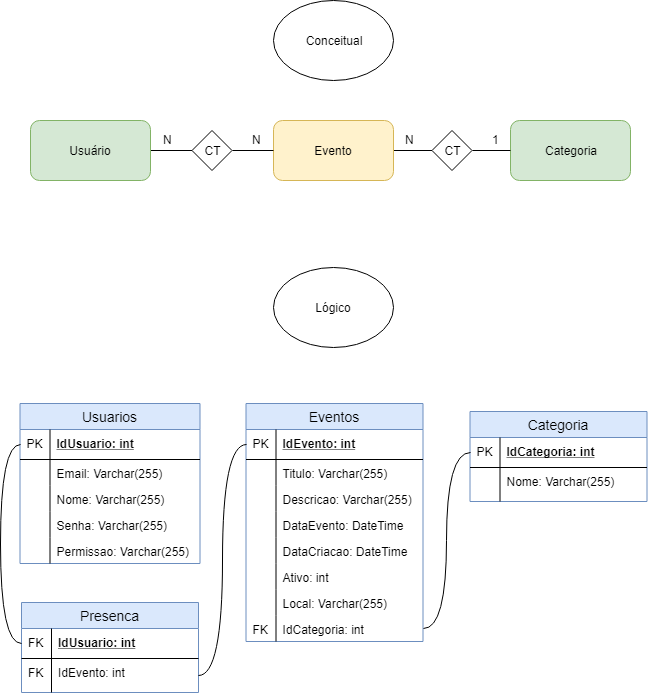 Conceitual
N
N
N
1
Usuário
CT
Evento
CT
Categoria
Lógico
Usuarios
PK
IdUsuario: int
Email: Varchar(255)
Nome: Varchar(255)
Senha: Varchar(255)
Permissao: Varchar(255)
Eventos
PK
IdEvento: int
Titulo: Varchar(255)
Descricao: Varchar(255)
DataEvento: DateTime
DataCriacao: DateTime
Ativo: int
Local: Varchar(255)
FK
IdCategoria: int
Categoria
PK
IdCategoria: int
Nome: Varchar(255)
Presenca
FK
IdUsuario: int
FK
IdEvento: int